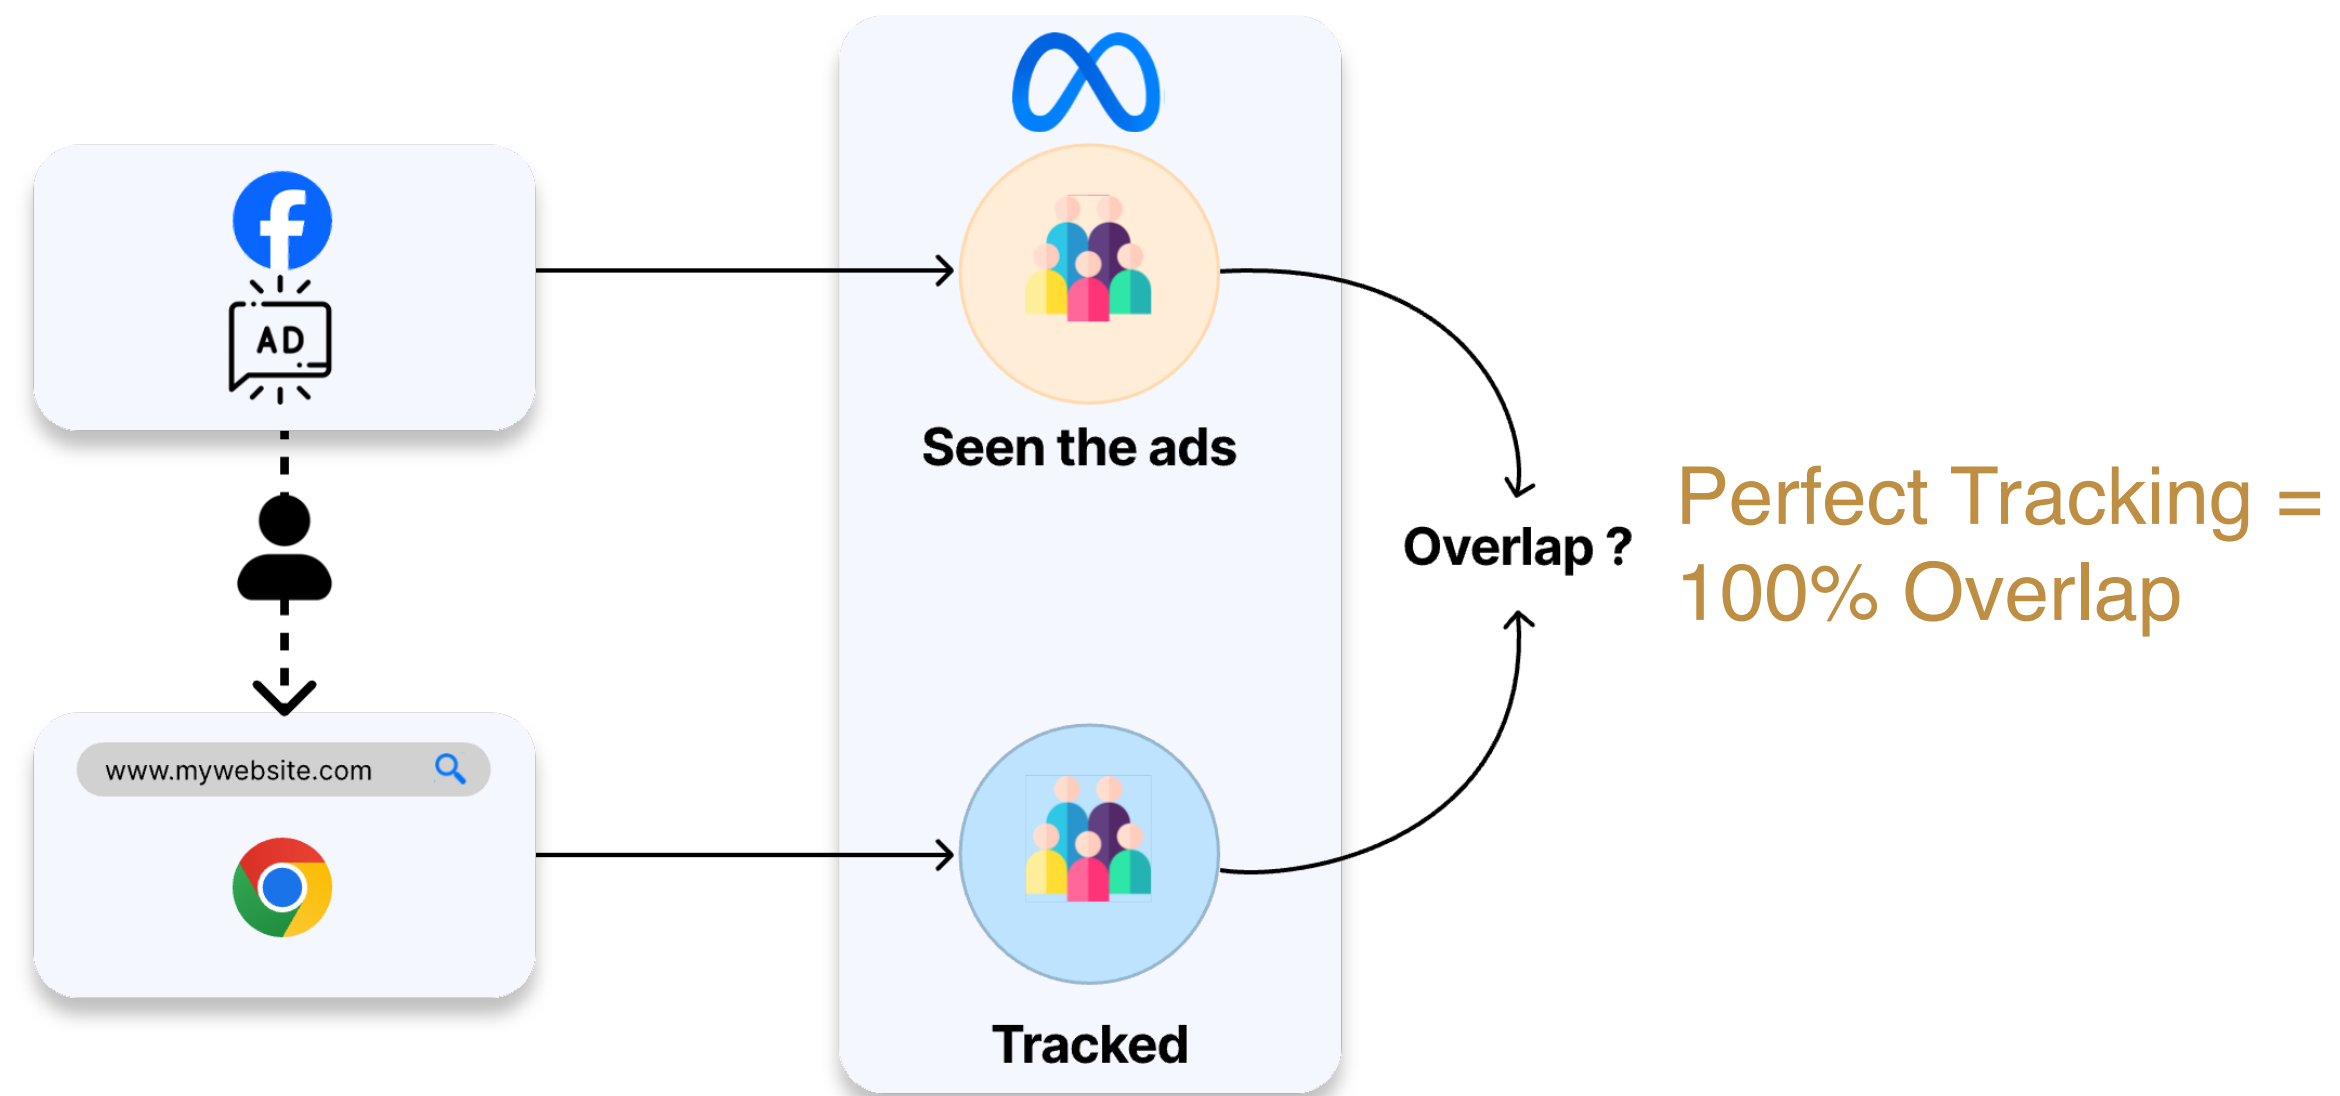 AD
Seen the ads
Overlap ?
Perfect Tracking =
100% Overlap
www.mywebsite.com
Tracked